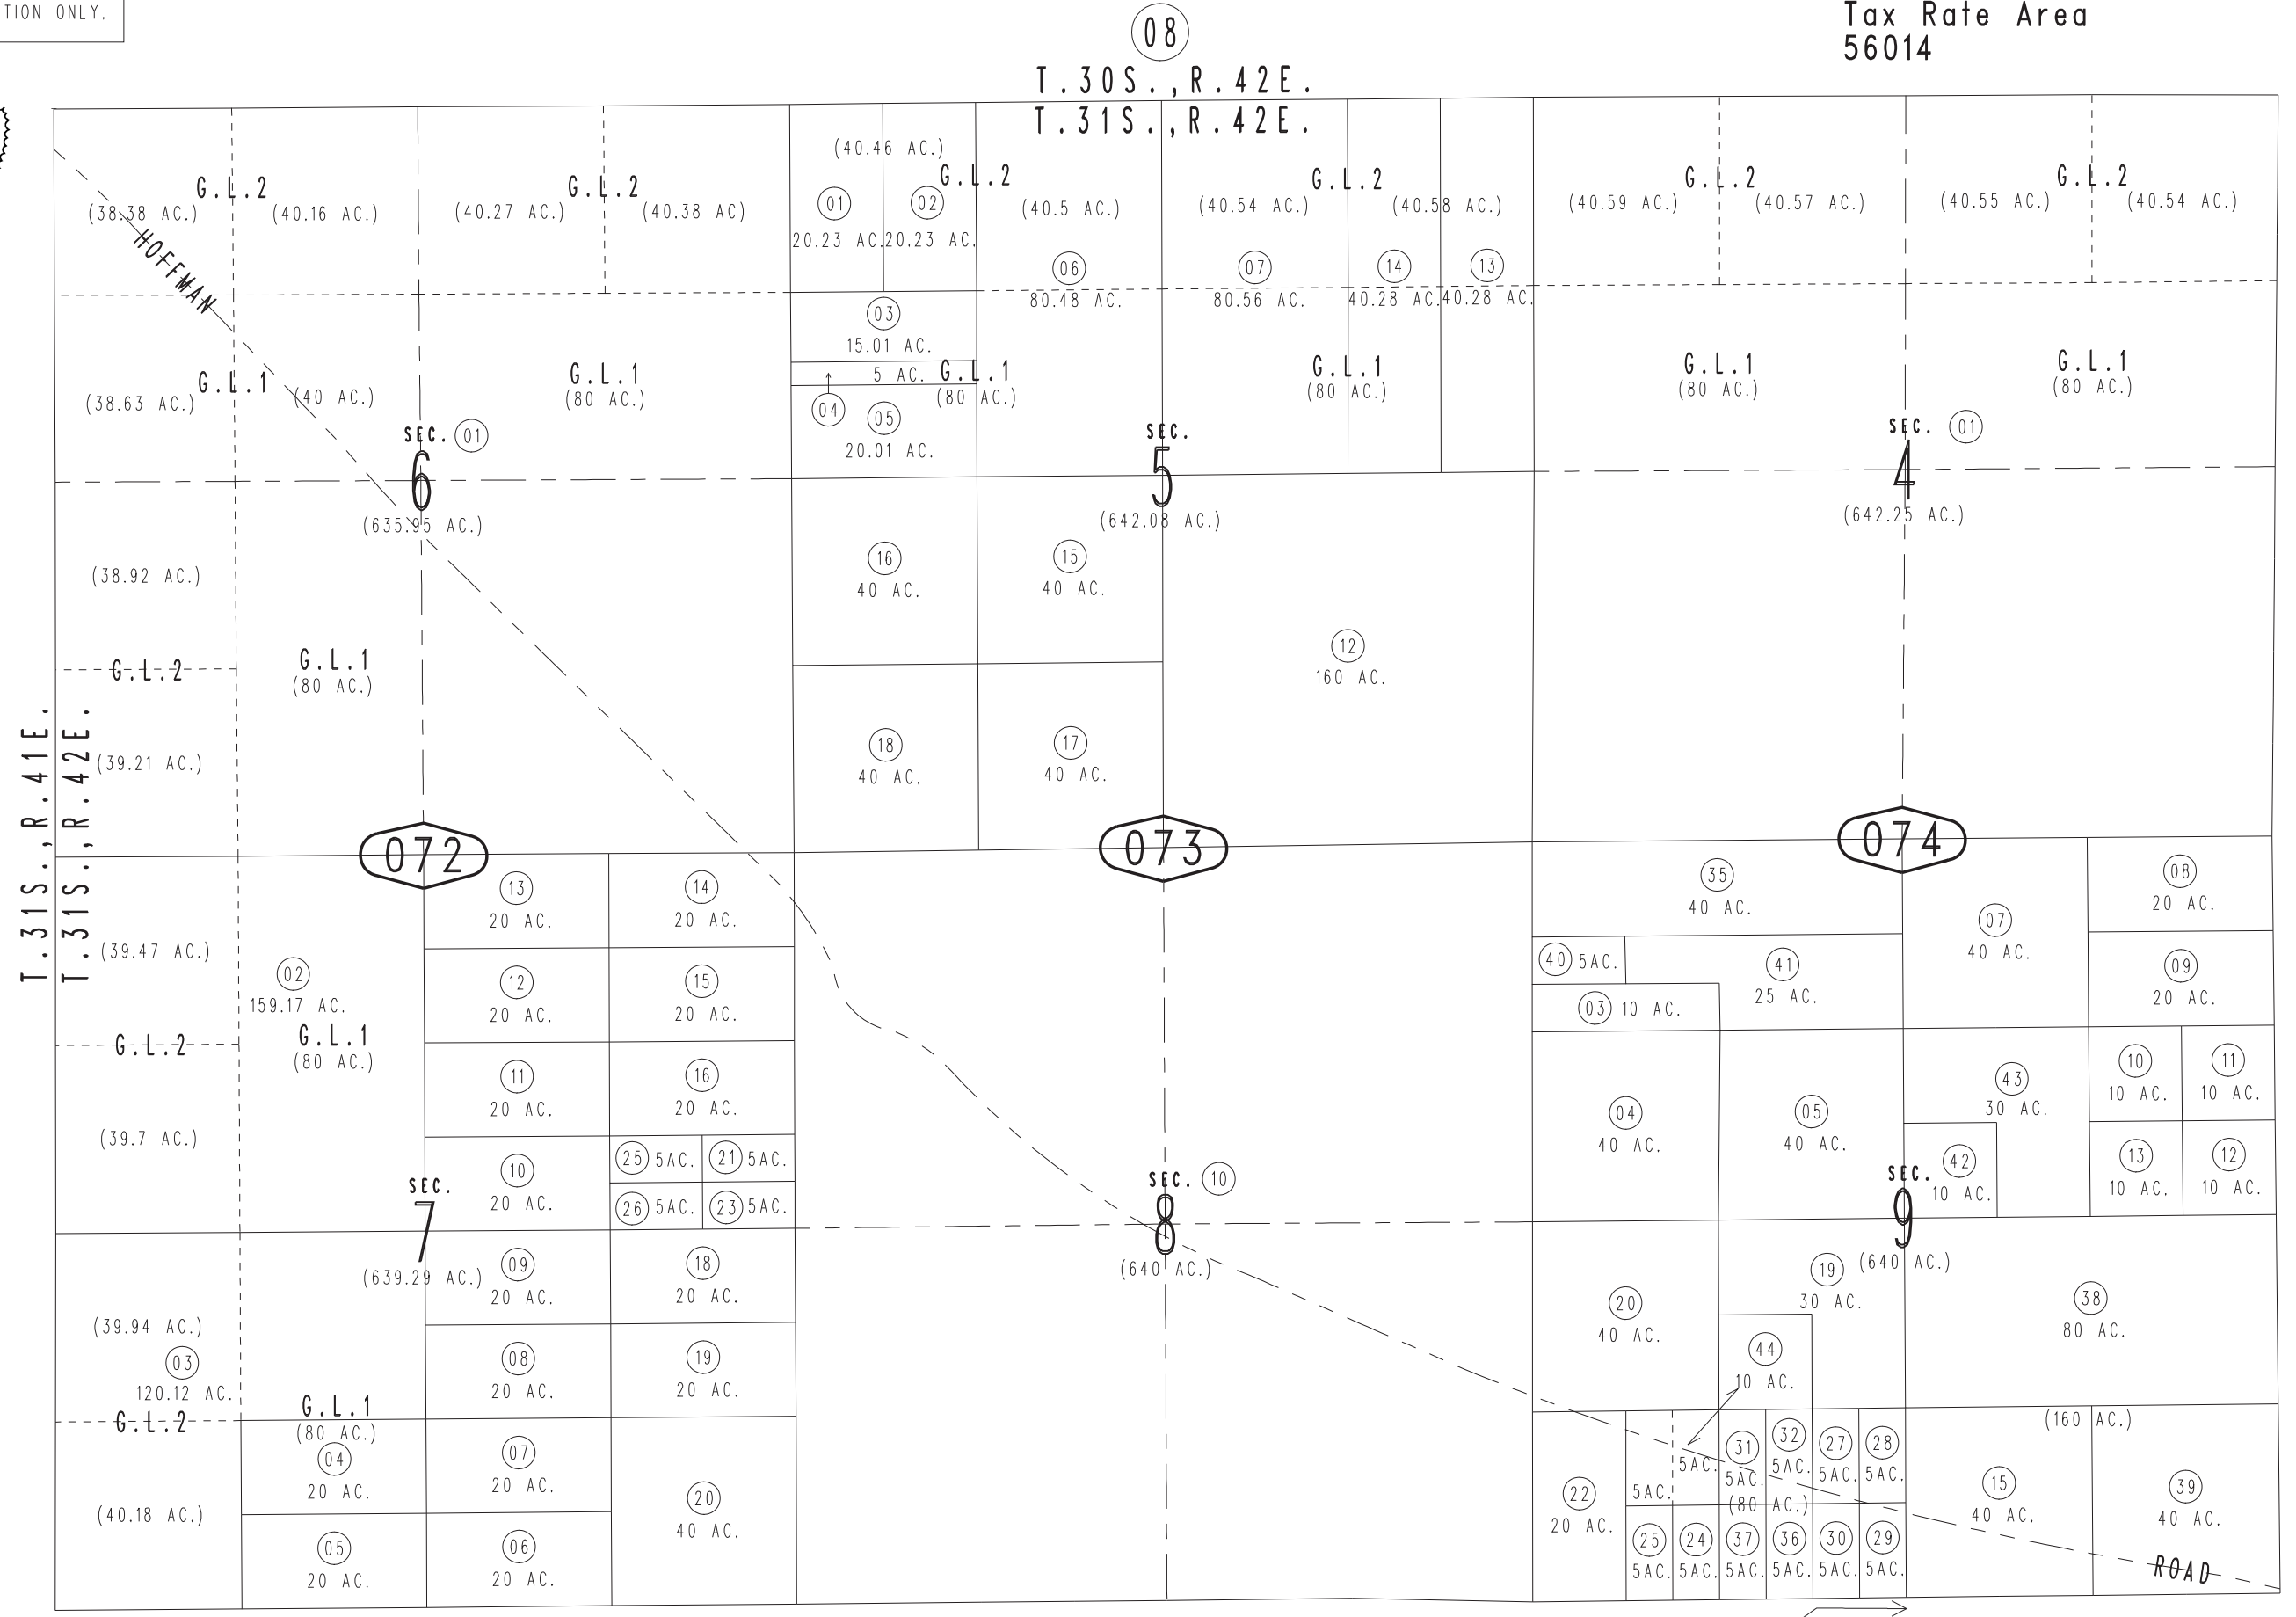 TION ONLY.
08
Tax Rate Area
56014
T.30S.,R.42E.
T.31S.,R.42E.
G.L.2
(38.38 AC.)
(40.16 AC.)
G.L.2
(40.27 AC.)
(40.38 AC)
(40.46 AC.)
G.L.2
01
02
20.23 AC.
20.23 AC.
(40.5 AC.)
G.L.2
(40.54 AC.)
(40.58 AC.)
G.L.2
(40.59 AC.)
(40.57 AC.)
G.L.2
(40.55 AC.)
(40.54 AC.)
HOFFMAN
06
80.48 AC.
07
80.56 AC.
14
40.28 AC.
13
40.28 AC.
03
15.01 AC.
5 AC.
04
05
20.01 AC.
G.L.1
(38.63 AC.)
(40 AC.)
G.L.1
(80 AC.)
G.L.1
(80 AC.)
G.L.1
(80 AC.)
G.L.1
(80 AC.)
G.L.1
(80 AC.)
SEC. 01
6
(635.95 AC.)
SEC.
5
(642.08 AC.)
SEC. 01
4
(642.25 AC.)
(38.92 AC.)
G.L.2
G.L.1
(80 AC.)
(39.21 AC.)
16
40 AC.
15
40 AC.
12
160 AC.
18
40 AC.
17
40 AC.
T.31S.,R.41E.
T.31S.,R.42E.
072
073
074
(39.47 AC.)
02
159.17 AC.
G.L.2
G.L.1
(80 AC.)
(39.7 AC.)
13
20 AC.
14
20 AC.
12
20 AC.
15
20 AC.
11
20 AC.
16
20 AC.
10
20 AC.
25 5AC.
21 5AC.
26 5AC.
23 5AC.
SEC.
7
(639.29 AC.)
09
20 AC.
18
20 AC.
08
20 AC.
19
20 AC.
07
20 AC.
20
40 AC.
06
20 AC.
(39.94 AC.)
03
120.12 AC.
G.L.2
G.L.1
(80 AC.)
04
20 AC.
(40.18 AC.)
05
20 AC.
SEC. 10
8
(640 AC.)
35
40 AC.
07
40 AC.
08
20 AC.
40 5AC.
41
25 AC.
09
20 AC.
03 10 AC.
04
40 AC.
05
40 AC.
43
30 AC.
42
10 AC.
10
10 AC.
11
10 AC.
13
10 AC.
12
10 AC.
SEC.
9
(640 AC.)
20
40 AC.
19
30 AC.
38
80 AC.
44
10 AC.
(160 AC.)
22
20 AC.
5AC.
5AC.
31
5AC.
32
5AC.
27
5AC.
28
5AC.
(80 AC.)
25
5AC.
24
5AC.
37
5AC.
36
5AC.
30
5AC.
29
5AC.
15
40 AC.
39
40 AC.
ROAD